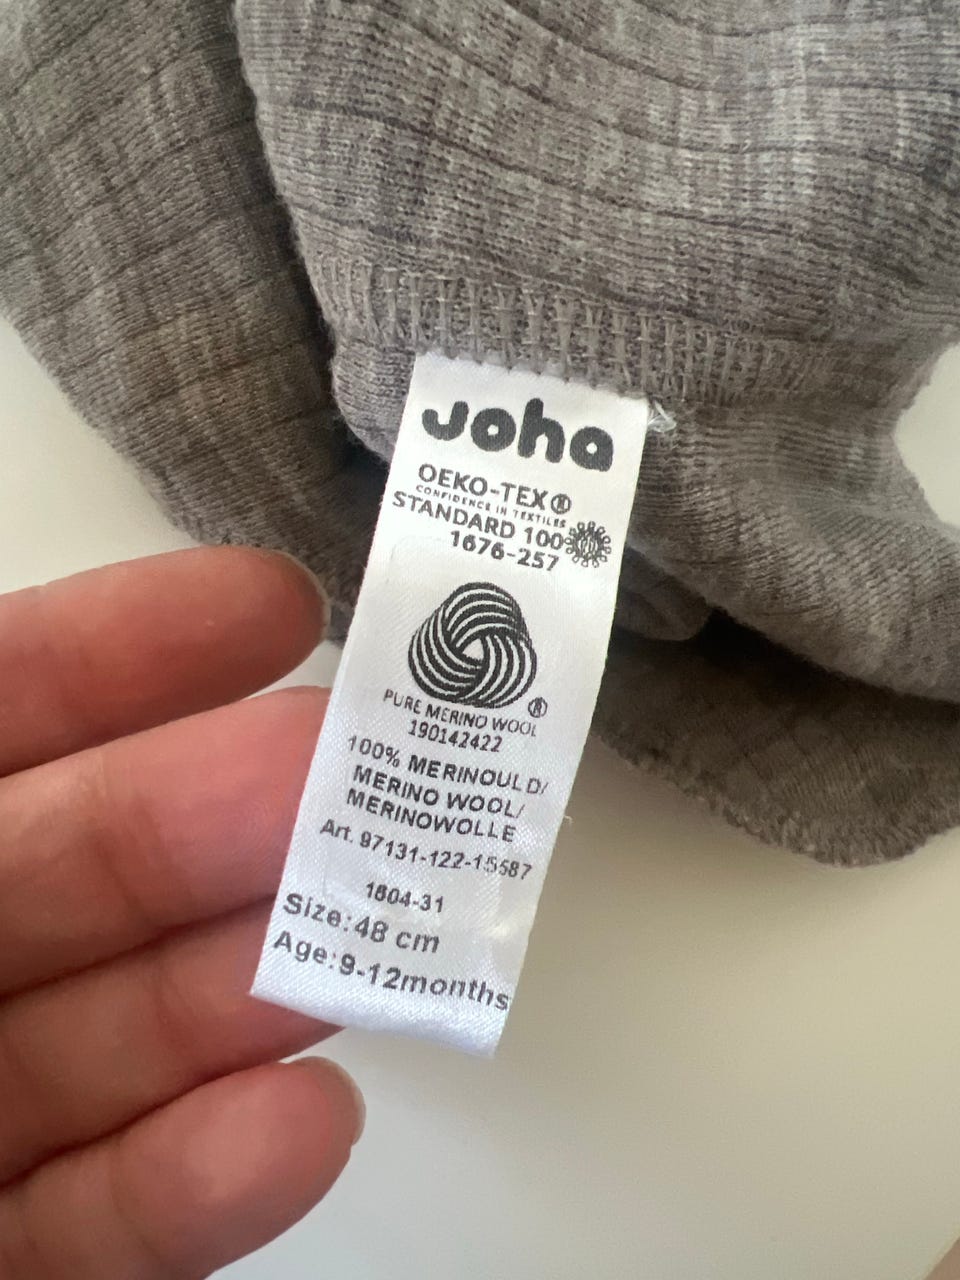 Joha
OEKO-TEX®
CONFIDENCE IN TEXTILES
STANDARD 100
1676-257
PURE MERINO WOOL
190142422
100% MERINOULD/
MERINO WOOL/
MERINOWOLLE
Art. 97131-122-15587
1804-31
Size:48 cm
Age:9-12months